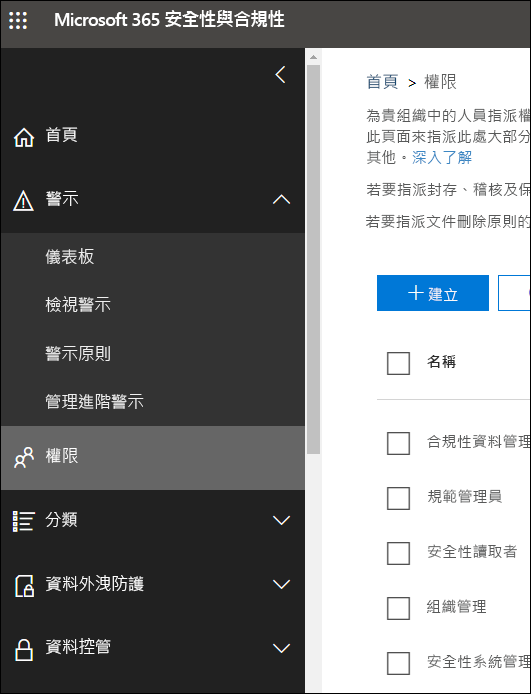 Microsoft 365 安全性與合規性
首頁
警示
儀表板
檢視警示
警示原則
管理進階警示
權限
分類
資料外洩防護
資料控管
首頁 > 權限
為貴組織中的人員指派權
此頁面來指派此處大部分
其他。深入了解
若要指派封存、稽核及保
若要指派文件刪除原則的
建立
名稱
合規性資料管理
規範管理員
安全性讀取者
組織管理
安全性系統管理